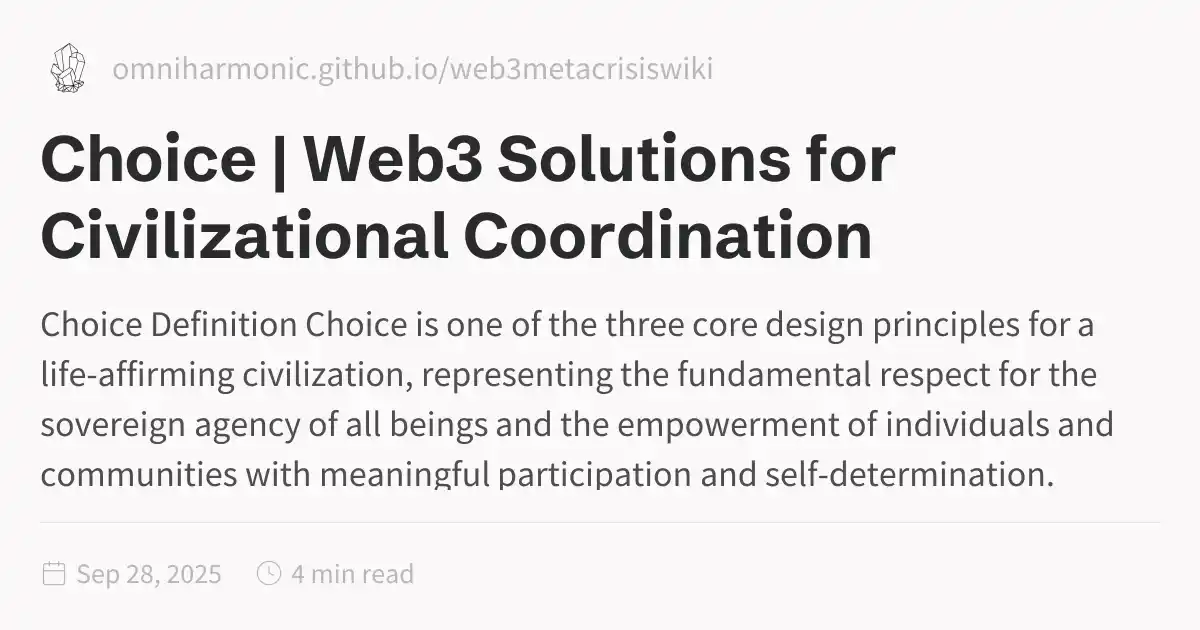 omniharmonic.github.io/web3metacrisiswiki
Choice | Web3 Solutions for
Civilizational Coordination
Choice Definition Choice is one of the three core design principles for a
life-affirming civilization, representing the fundamental respect for the
sovereign agency of all beings and the empowerment of individuals and
communities with meaningful participation and self-determination.
Sep 28, 2025 4 min read